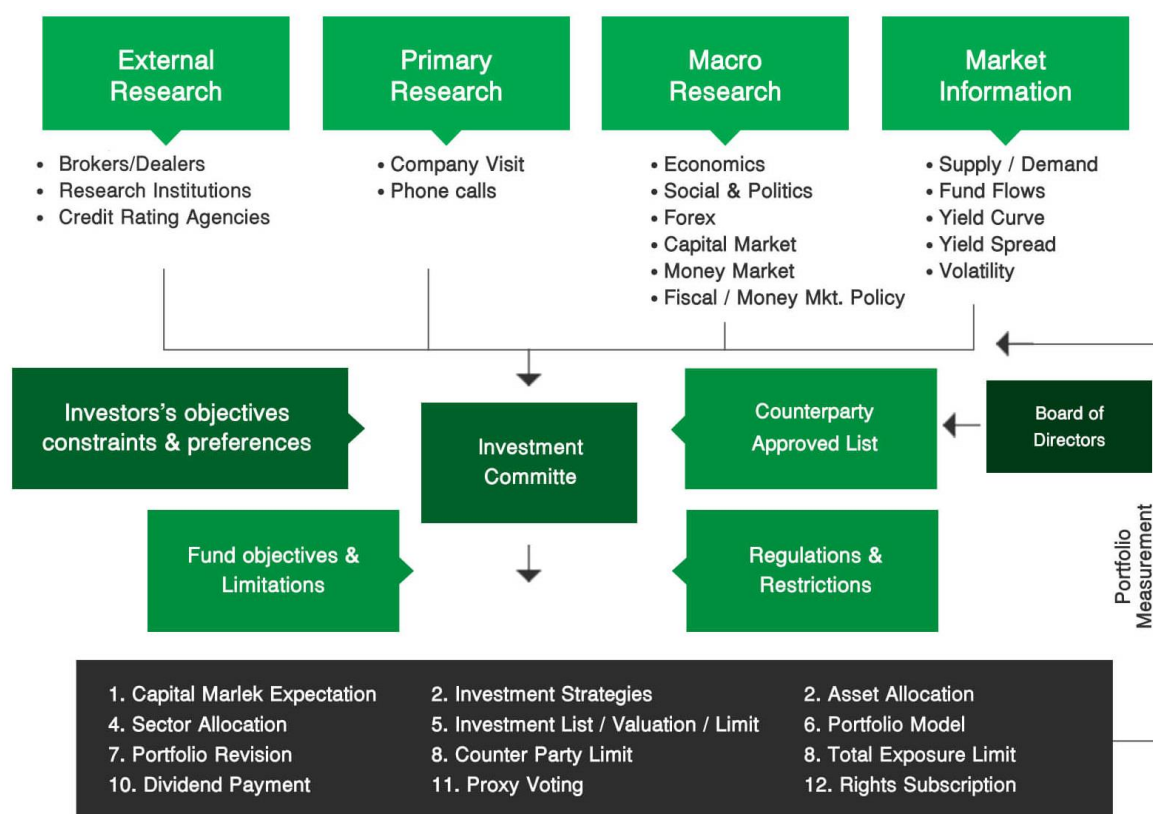 External
Research
Primary
Research
Macro
Research
Market
Information
• Brokers/Dealers
• Research Institutions
• Credit Rating Agencies
• Company Visit
• Phone calls
• Economics
• Social & Politics
• Forex
• Capital Market
• Money Market
• Fiscal / Money Mkt. Policy
• Supply / Demand
• Fund Flows
• Yield Curve
• Yield Spread
• Volatility
Investors's objectives
constraints & preferences
Investment
Committe
Counterparty
Approved List
Board of
Directors
Fund objectives &
Limitations
Regulations &
Restrictions
Portfolio
Measurement
1. Capital Marlek Expectation
2. Investment Strategies
2. Asset Allocation
4. Sector Allocation
5. Investment List / Valuation / Limit
6. Portfolio Model
7. Portfolio Revision
8. Counter Party Limit
8. Total Exposure Limit
10. Dividend Payment
11. Proxy Voting
12. Rights Subscription